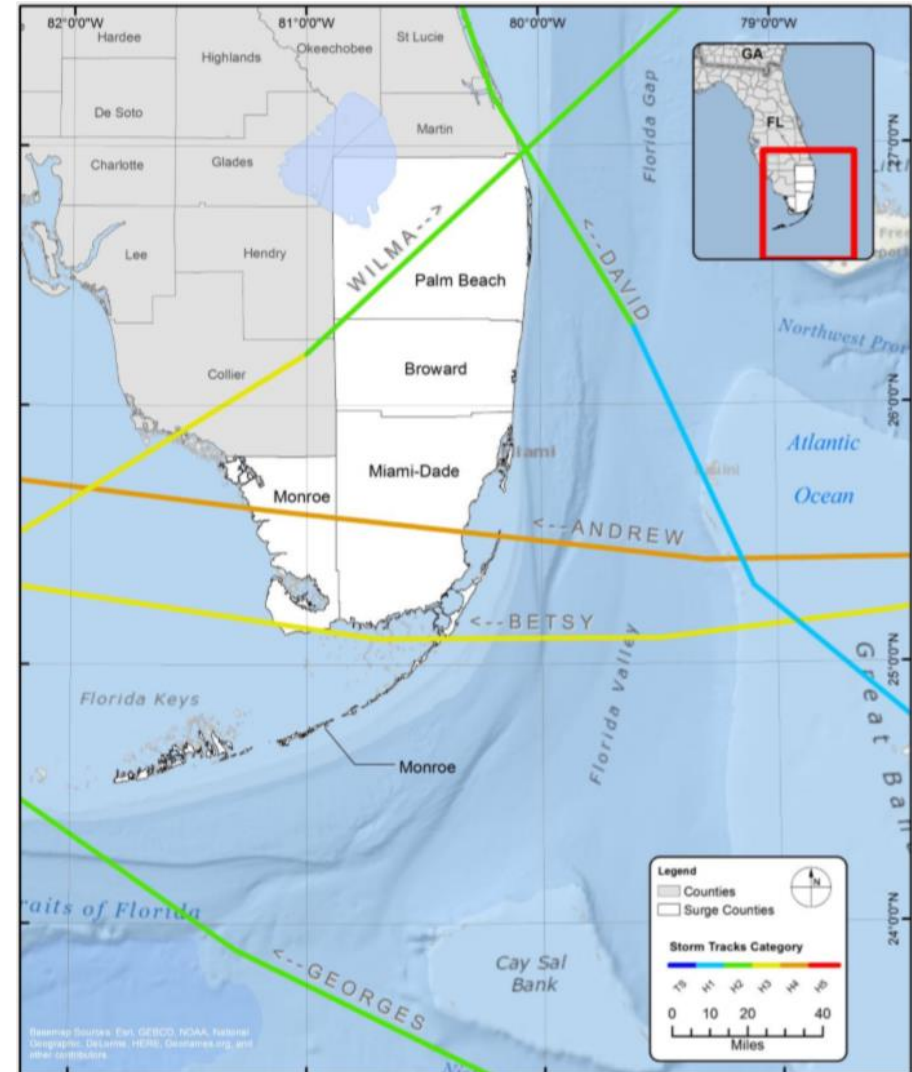 82°0'0"W
81°0'0"W
80°0'0"W
79°0'0"W
Hardee
Highlands
Okeechobee
St Lucie
De Soto
Martin
Charlotte
Glades
Lee
Hendry
Collier
Palm Beach
Broward
Miami-Dade
Monroe
WILMA-->
<--DAVID
<--ANDREW
<--BETSY
<--GEORGES
Florida Gap
GA
FL
27°0'0"N
Northwest Pro
26°0'0"N
Atlantic
Ocean
Florida Valley
25°0'0"N
Great Ba
Florida Keys
Monroe
raits of Florida
24°0'0"N
Cay Sal
Bank
Legend
N
Counties
Surge Counties
Storm Tracks Category
TS H1 H2 H3 H4 H5
0 10 20 40
Miles
Basemap Sources: Esri, GEBCO, NOAA, National
Geographic, DeLorme, HERE, Geonames.org, and
other contributors